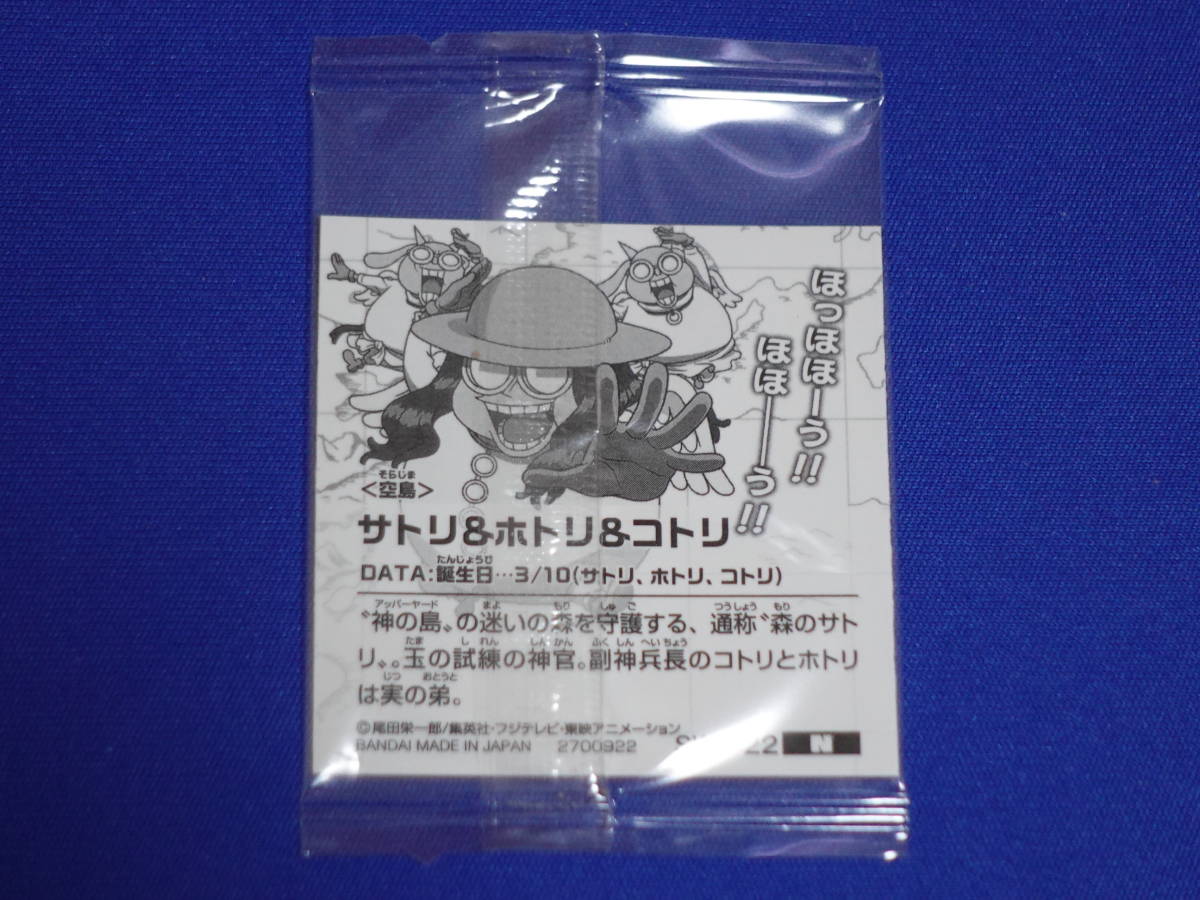 ほっほほーう!!
ほほ——う!!
そらじま
<空島>
サトリ&ホトリ&コトリ
たんじょうび
DATA:誕生日…3/10(サトリ、ホトリ、コトリ)
アッパーヤード まよ もり しゅ ご つうしょう もり
〝神の島〟の迷いの森を守護する、通称〝森のサト
たま し れん しん かん ふく しん へい ちょう
リ〟。玉の試練の神官。副神兵長のコトリとホトリ
じつ おとうと
は実の弟。
©尾田栄一郎/集英社・フジテレビ・東映アニメーション
BANDAI MADE IN JAPAN 2700922 N